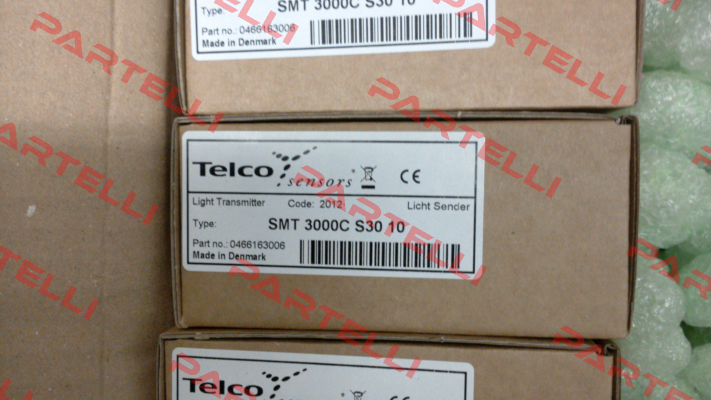 Type: SMT 3000C S30 10
Part no.: 0466163006
Made in Denmark
Telco sensors CE
Light Transmitter Code: 2012 Licht Sender
Type: SMT 3000C S30 10
Part no.: 0466163006
Made in Denmark
Telco
PARTELLI
PARTELLI
PARTELLI
PARTELLI
PARTELLI
PARTELLI
PARTELLI